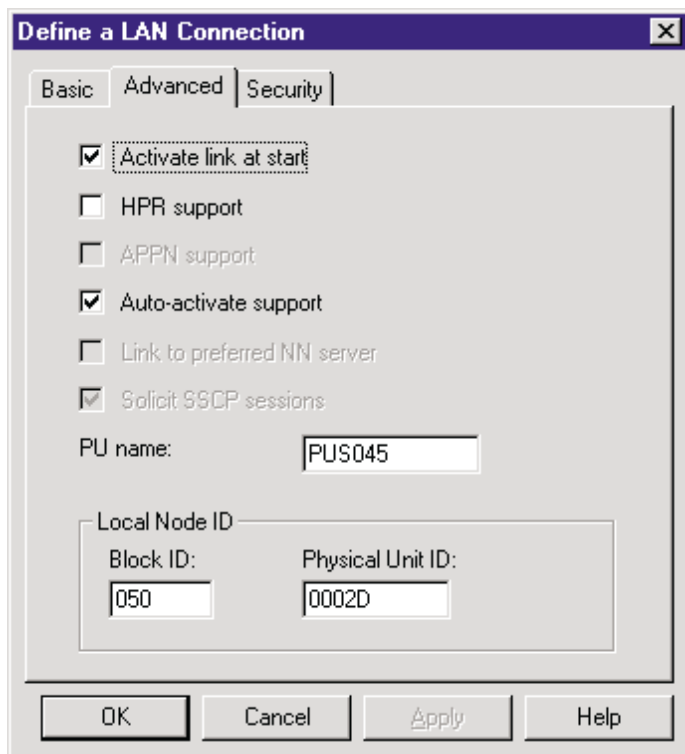 Define a LAN Connection
Basic Advanced Security
Activate link at start
HPR support
APPN support
Auto-activate support
Link to preferred NN server
Solicit SSCP sessions
PU name: PUS045
Local Node ID
Block ID: Physical Unit ID:
050 0002D
OK Cancel Apply Help